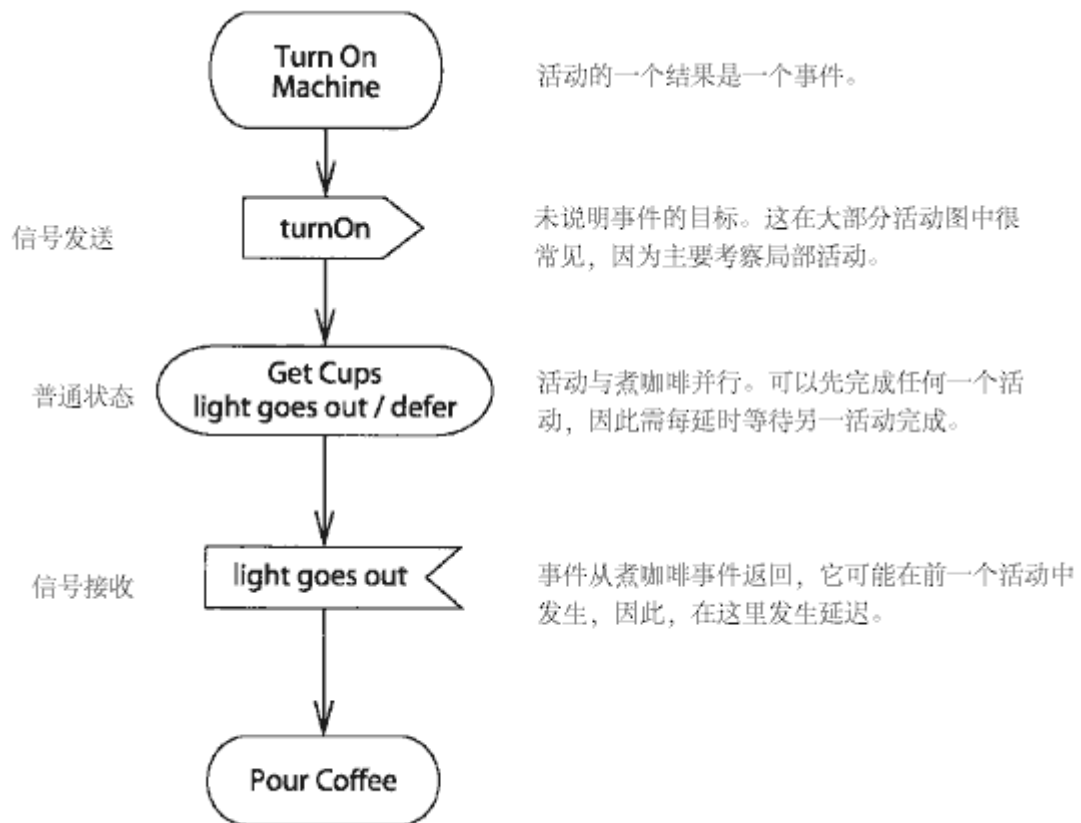 Turn On
Machine
活动的一个结果是一个事件。
信号发送
turnOn
未说明事件的目标。这在大部分活动图中很
常见，因为主要考察局部活动。
普通状态
Get Cups
light goes out / defer
活动与煮咖啡并行。可以先完成任何一个活
动，因此需每延时等待另一活动完成。
信号接收
light goes out
事件从煮咖啡事件返回，它可能在前一个活动中
发生，因此，在这里发生延迟。
Pour Coffee